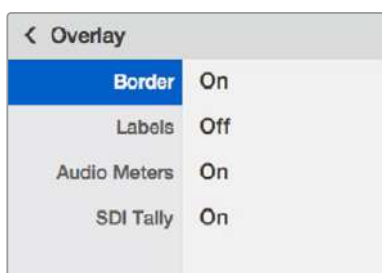 < Overlay
Border On
Labels Off
Audio Meters On
SDI Tally On